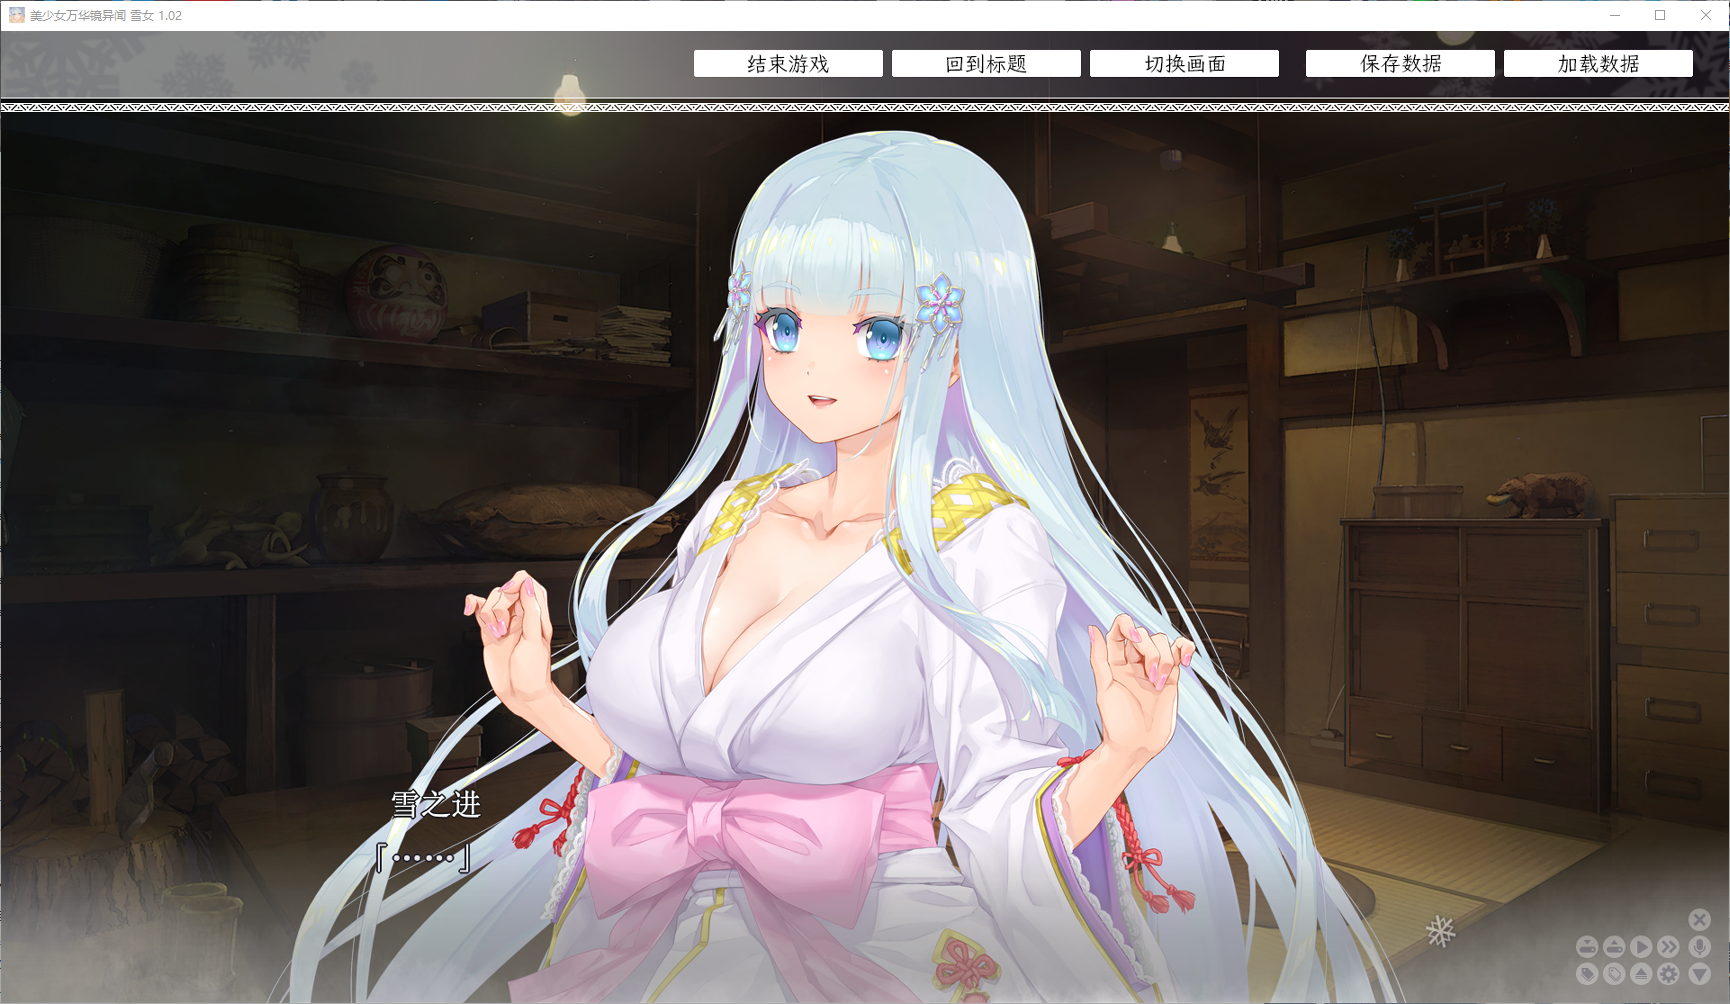 美少女万华镜异闻 雪女 1.02
结束游戏
回到标题
切换画面
保存数据
加载数据
雪之进
『……』